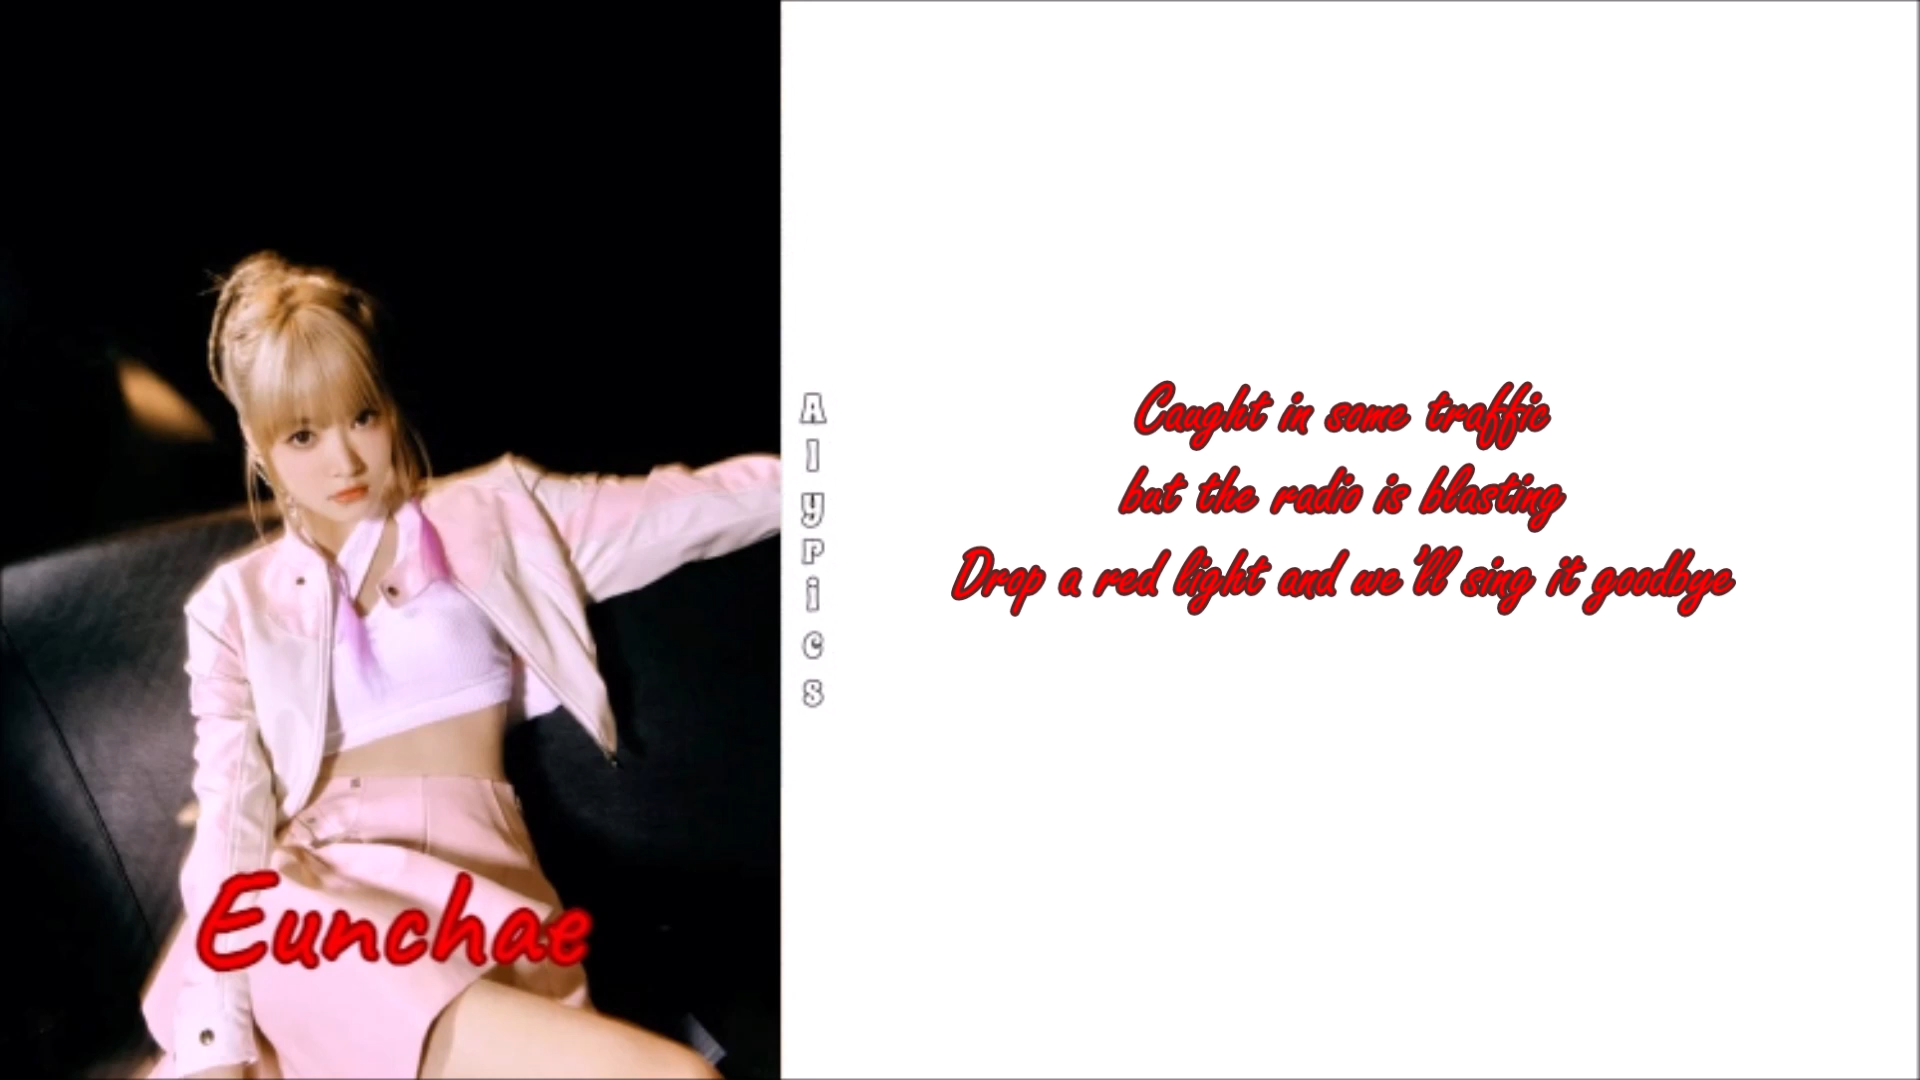 Eunchae
Alypics
Caught in some traffic
but the radio is blasting
Drop a red light and we'll sing it goodbye